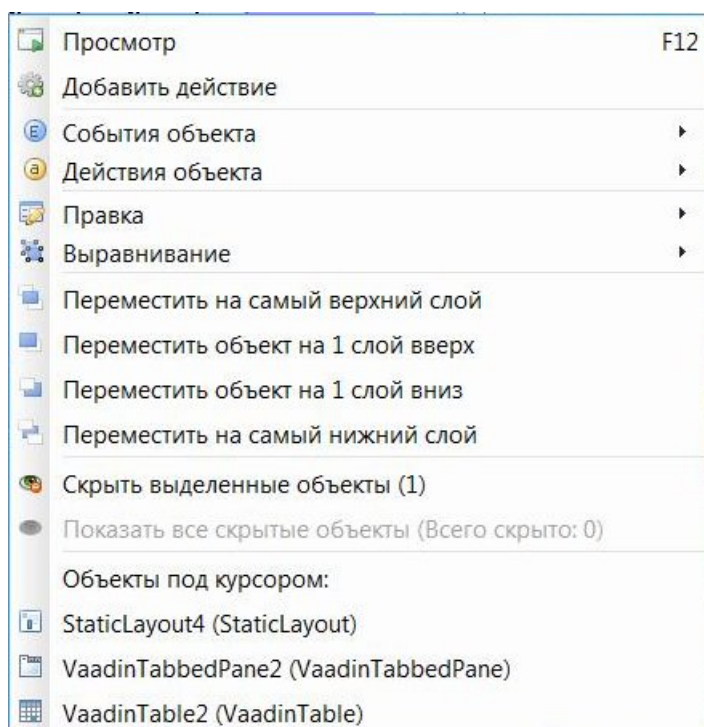 Просмотр F12
Добавить действие
События объекта
Действия объекта
Правка
Выравнивание
Переместить на самый верхний слой
Переместить объект на 1 слой вверх
Переместить объект на 1 слой вниз
Переместить на самый нижний слой
Скрыть выделенные объекты (1)
Показать все скрытые объекты (Всего скрыто: 0)
Объекты под курсором:
StaticLayout4 (StaticLayout)
VaadinTabbedPane2 (VaadinTabbedPane)
VaadinTable2 (VaadinTable)